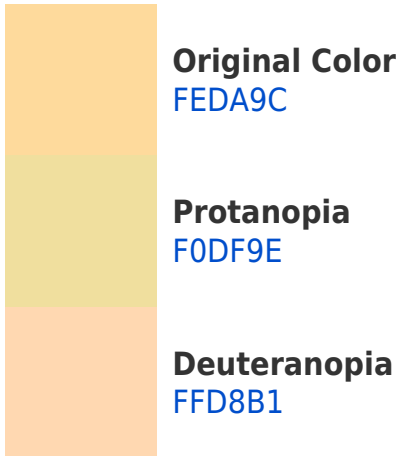 Original Color
FEDA9C
Protanopia
F0DF9E
Deuteranopia
FFD8B1